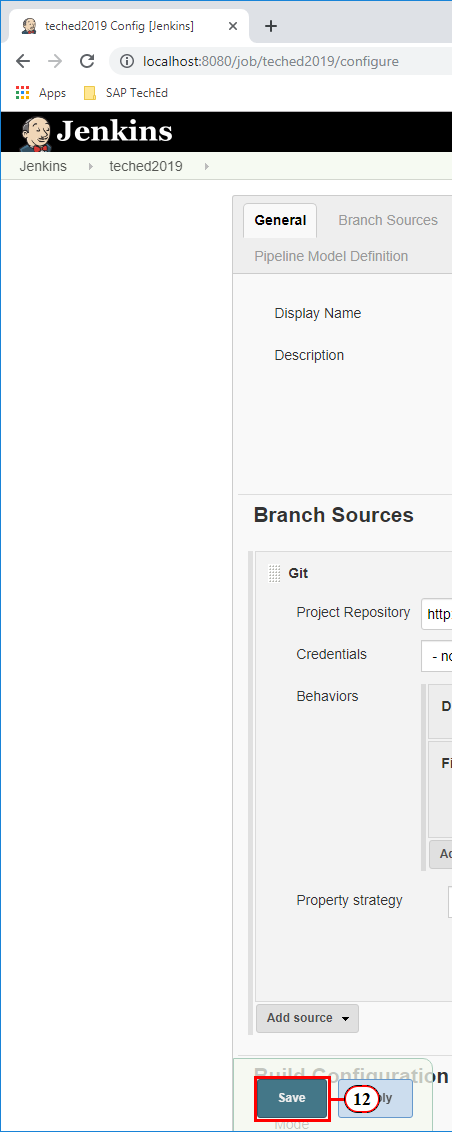 teched2019 Config [Jenkins]
localhost:8080/job/teched2019/configure
Apps SAP TechEd
Jenkins
Jenkins teched2019
General Branch Sources
Pipeline Model Definition
Display Name
Description
Branch Sources
Git
Project Repository http
Credentials - no
Behaviors
D
Fi
Ad
Property strategy
Add source
Build Configuration
Save 12 ly
Mode